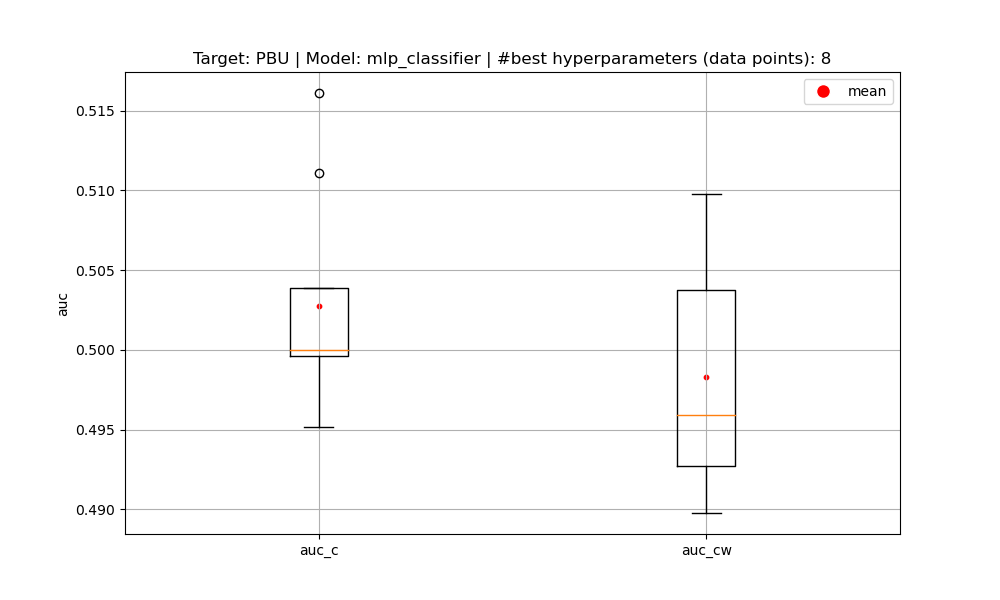 Target: PBU | Model: mlp_classifier | #best hyperparameters (data points): 8
mean
0.515
0.510
0.505
0.500
0.495
0.490
auc
auc_c
auc_cw